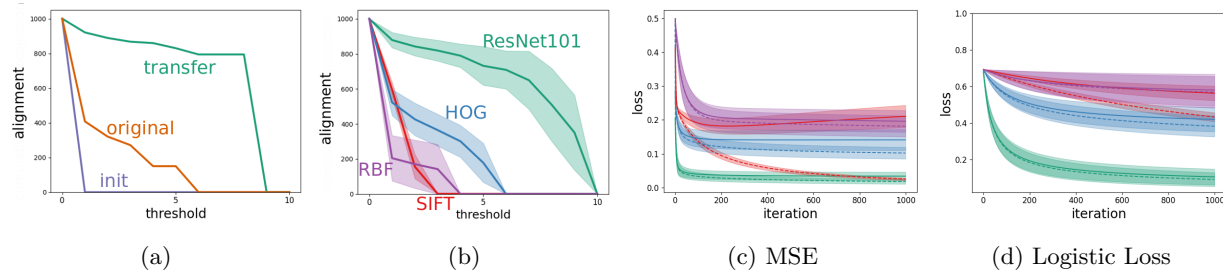 1000
800
600
400
200
0
alignment
transfer
original
init
0
5
10
threshold
(a)
1000
800
600
400
200
0
alignment
ResNet101
HOG
RBF
SIFT
0
5
10
threshold
(b)
0.5
0.4
0.3
0.2
0.1
0.0
loss
0 200 400 600 800 1000
iteration
(c) MSE
1.0
0.8
0.6
0.4
0.2
loss
0 200 400 600 800 1000
iteration
(d) Logistic Loss